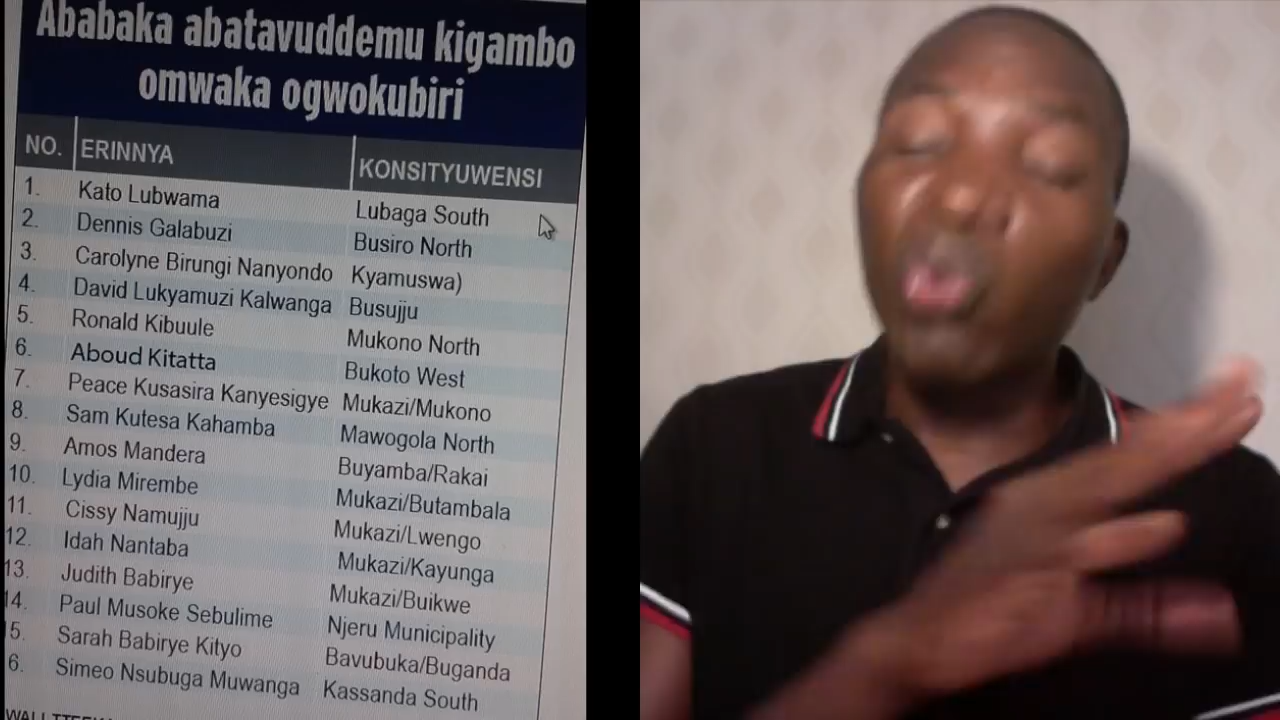 Ababaka abatavuddemu kigambo
omwaka ogwokubiri
NO. ERINNYA KONSITYUWENSI
1. Kato Lubwama Lubaga South
2. Dennis Galabuzi Busiro North
3. Carolyne Birungi Nanyondo Kyamuswa)
4. David Lukyamuzi Kalwanga Busujju
5. Ronald Kibuule Mukono North
6. Aboud Kitatta Bukoto West
7. Peace Kusasira Kanyesigye Mukazi/Mukono
8. Sam Kutesa Kahamba Mawogola North
9. Amos Mandera Buyamba/Rakai
10. Lydia Mirembe Mukazi/Butambala
11. Cissy Namujju Mukazi/Lwengo
12. Idah Nantaba Mukazi/Kayunga
13. Judith Babirye Mukazi/Buikwe
14. Paul Musoke Sebulime Njeru Municipality
5. Sarah Babirye Kityo Bavubuka/Buganda
6. Simeo Nsubuga Muwanga Kassanda South